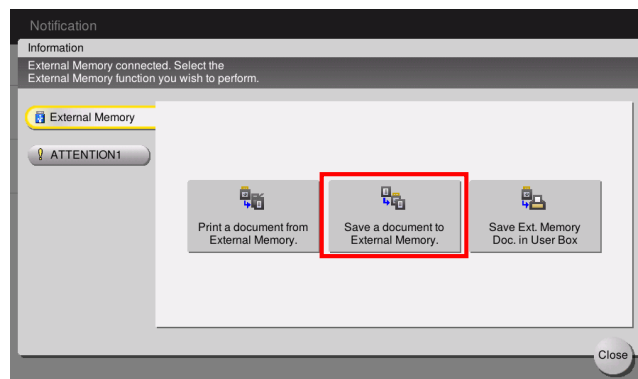 Notification
Information
External Memory connected. Select the
External Memory function you wish to perform.
External Memory
ATTENTION1
Print a document from
External Memory.
Save a document to
External Memory.
Save Ext. Memory
Doc. in User Box
Close